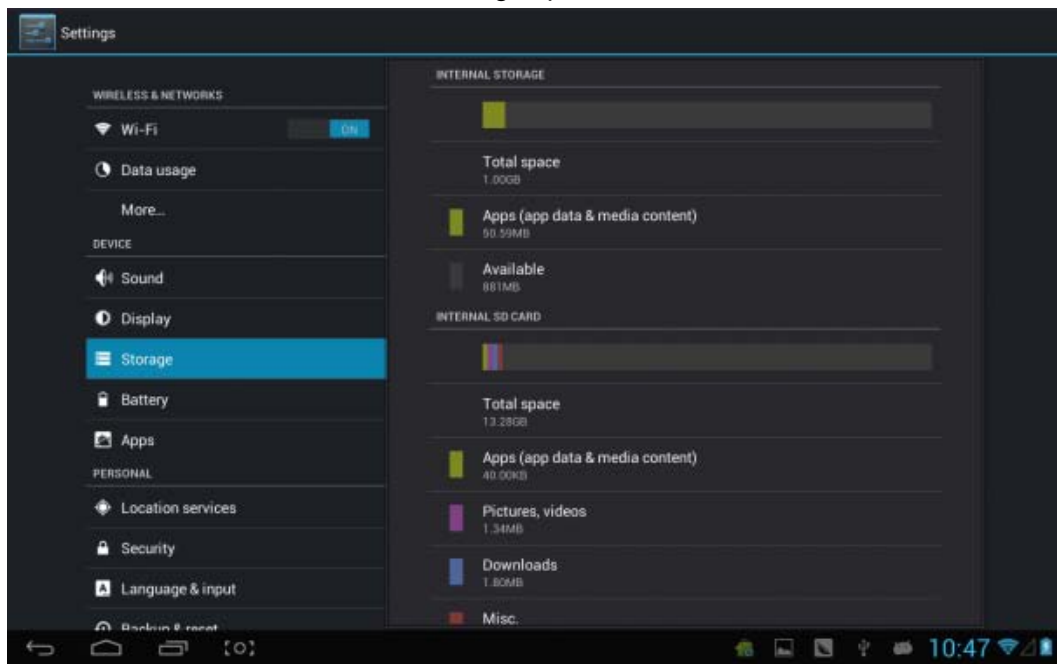 Settings
WIRELESS & NETWORKS
Wi-Fi ON
Data usage
More...
DEVICE
Sound
Display
Storage
Battery
Apps
PERSONAL
Location services
Security
Language & input
Backup & reset
INTERNAL STORAGE
Total space
1.00GB
Apps (app data & media content)
50.59MB
Available
881MB
INTERNAL SD CARD
Total space
13.28GB
Apps (app data & media content)
40.00KB
Pictures, videos
1.34MB
Downloads
1.80MB
Misc.
10:47